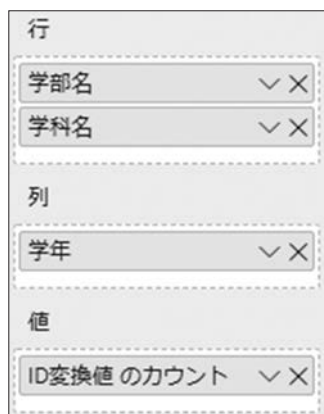 行
学部名
学科名
列
学年
値
ID変換値 のカウント